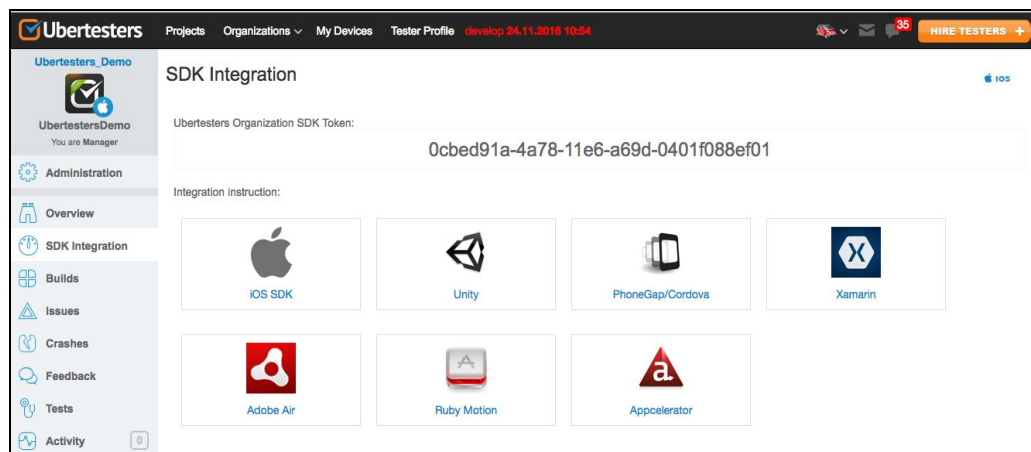 Ubertesters Projects Organizations My Devices Tester Profile develop 24.11.2016 10:54 35 HIRE TESTERS +
Ubertesters_Demo
UbertestersDemo
You are Manager
Administration
Overview
SDK Integration
Builds
Issues
Crashes
Feedback
Tests
Activity 0
SDK Integration
iOS
Ubertesters Organization SDK Token:
0cbed91a-4a78-11e6-a69d-0401f088ef01
Integration instruction:
iOS SDK Unity PhoneGap/Cordova Xamarin
Adobe Air Ruby Motion Appcelerator